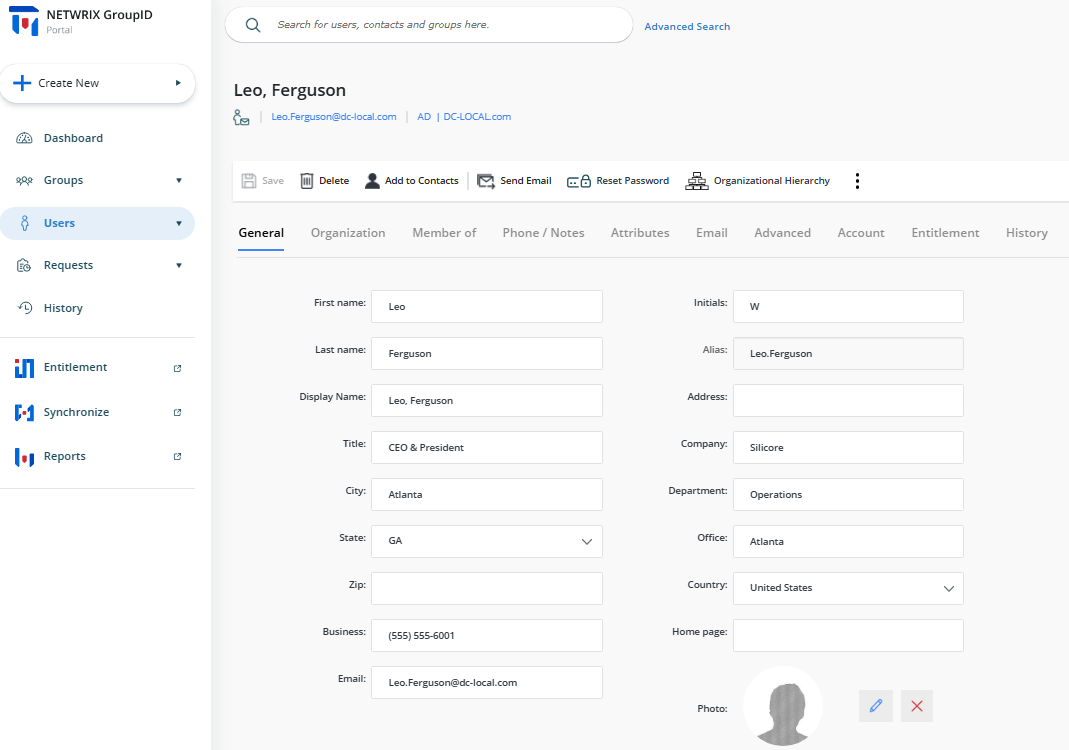 NETWRIX GroupID
Portal
Search for users, contacts and groups here.
Advanced Search
Create New
Dashboard
Groups
Users
Requests
History
Entitlement
Synchronize
Reports
Leo, Ferguson
Leo.Ferguson@dc-local.com | AD | DC-LOCAL.com
Save Delete Add to Contacts Send Email Reset Password Organizational Hierarchy
General Organization Member of Phone / Notes Attributes Email Advanced Account Entitlement History
First name: Leo Initials: W
Last name: Ferguson Alias: Leo.Ferguson
Display Name: Leo, Ferguson Address:
Title: CEO & President Company: Silicore
City: Atlanta Department: Operations
State: GA Office: Atlanta
Zip: Country: United States
Business: (555) 555-6001 Home page:
Email: Leo.Ferguson@dc-local.com
Photo: